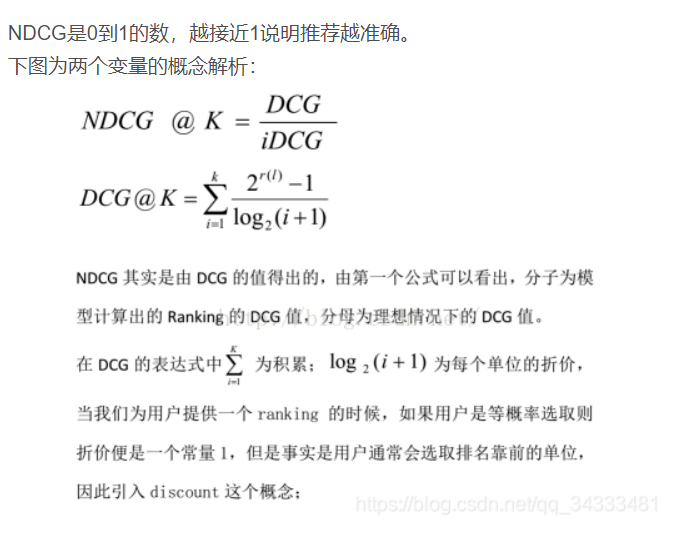 NDCG是0到1的数，越接近1说明推荐越准确。
下图为两个变量的概念解析：
NDCG @ K = DCG / iDCG
DCG@K = ∑_{i=1}^{k} (2^{r(l)} − 1) / log₂(i+1)
NDCG 其实是由 DCG 的值得出的，由第一个公式可以看出，分子为模
型计算出的 Ranking 的 DCG 值，分母为理想情况下的 DCG 值。
在 DCG 的表达式中 ∑_{i=1}^{K} 为积累；log ₂ (i + 1) 为每个单位的折价，
当我们为用户提供一个 ranking 的时候，如果用户是等概率选取则
折价便是一个常量 1，但是事实是用户通常会选取排名靠前的单位，
因此引入 discount 这个概念；
https://blog.csdn.net/qq_34333481